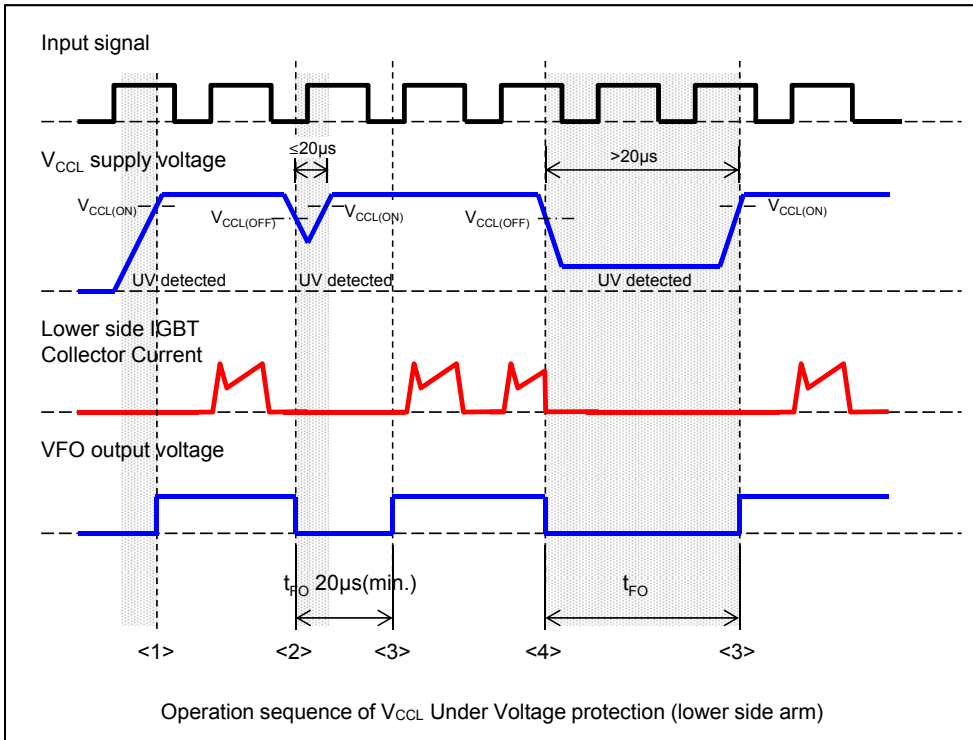 Input signal
≤20µs
>20µs
VCCL supply voltage
VCCL(ON)
VCCL(OFF)
VCCL(ON)
VCCL(OFF)
VCCL(ON)
UV detected
UV detected
UV detected
Lower side IGBT
Collector Current
VFO output voltage
tFO 20µs(min.)
tFO
<1> <2> <3> <4> <3>
Operation sequence of VCCL Under Voltage protection (lower side arm)